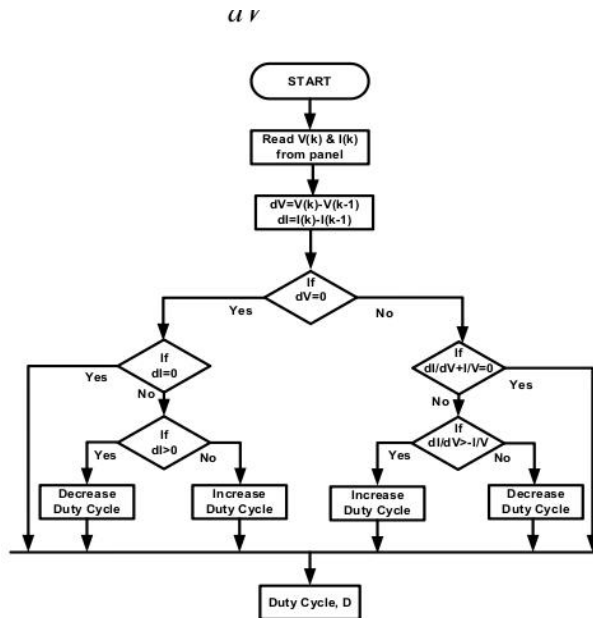 START
Read V(k) & I(k)
from panel
dV=V(k)-V(k-1)
dI=I(k)-I(k-1)
If
dV=0
Yes
No
If
dI=0
Yes
No
If
dI/dV+I/V=0
Yes
No
If
dI>0
Yes
No
If
dI/dV>-I/V
Yes
No
Decrease
Duty Cycle
Increase
Duty Cycle
Increase
Duty Cycle
Decrease
Duty Cycle
Duty Cycle, D